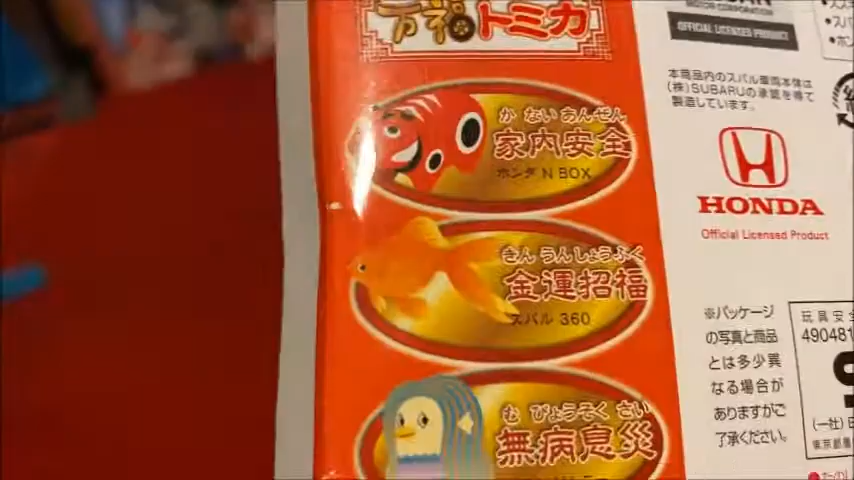 万福のトミカ
か ない あんぜん
家内安全
ホンダ N BOX
きん うん しょう ふく
金運招福
スバル 360
む びょうそく さい
無病息災
MOTOR CORPORATION
OFFICIAL LICENSED PRODUCT
本商品内のスバル車両本体は
(株)SUBARUの承認を得て
製造しています。
HONDA
Official Licensed Product
※パッケージ
の写真と商品
とは多少異
なる場合が
ありますがご
了承ください。
玩具安全
49048
(一社)日
東京都墨